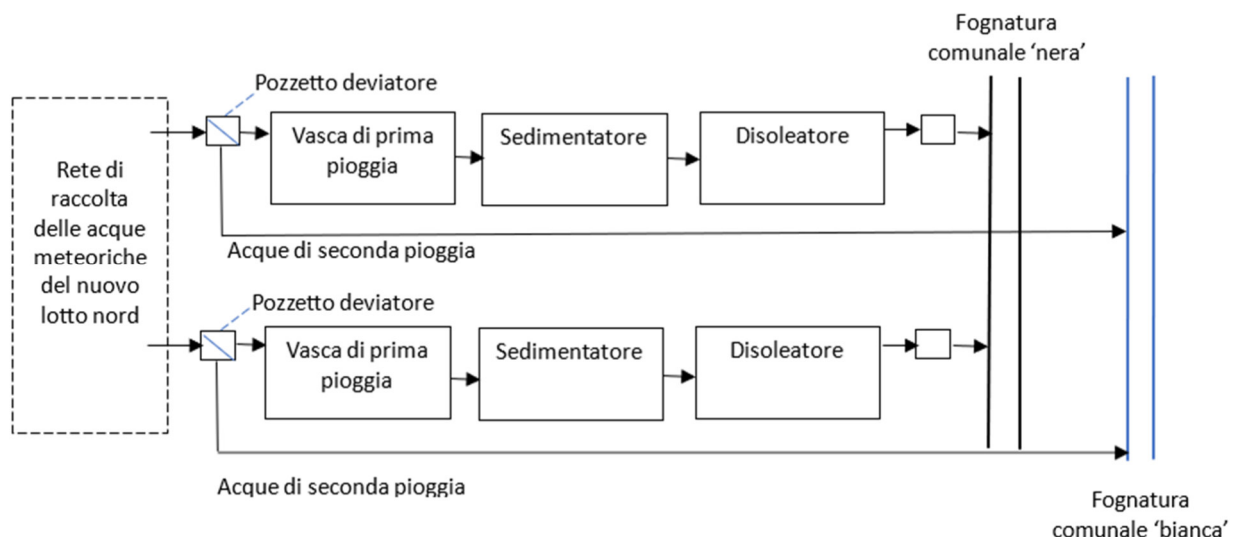 Fognatura
comunale ‘nera’
Pozzetto deviatore
Vasca di prima
pioggia
Sedimentatore
Disoleatore
Rete di
raccolta
delle acque
meteoriche
del nuovo
lotto nord
Acque di seconda pioggia
Pozzetto deviatore
Vasca di prima
pioggia
Sedimentatore
Disoleatore
Acque di seconda pioggia
Fognatura
comunale ‘bianca’